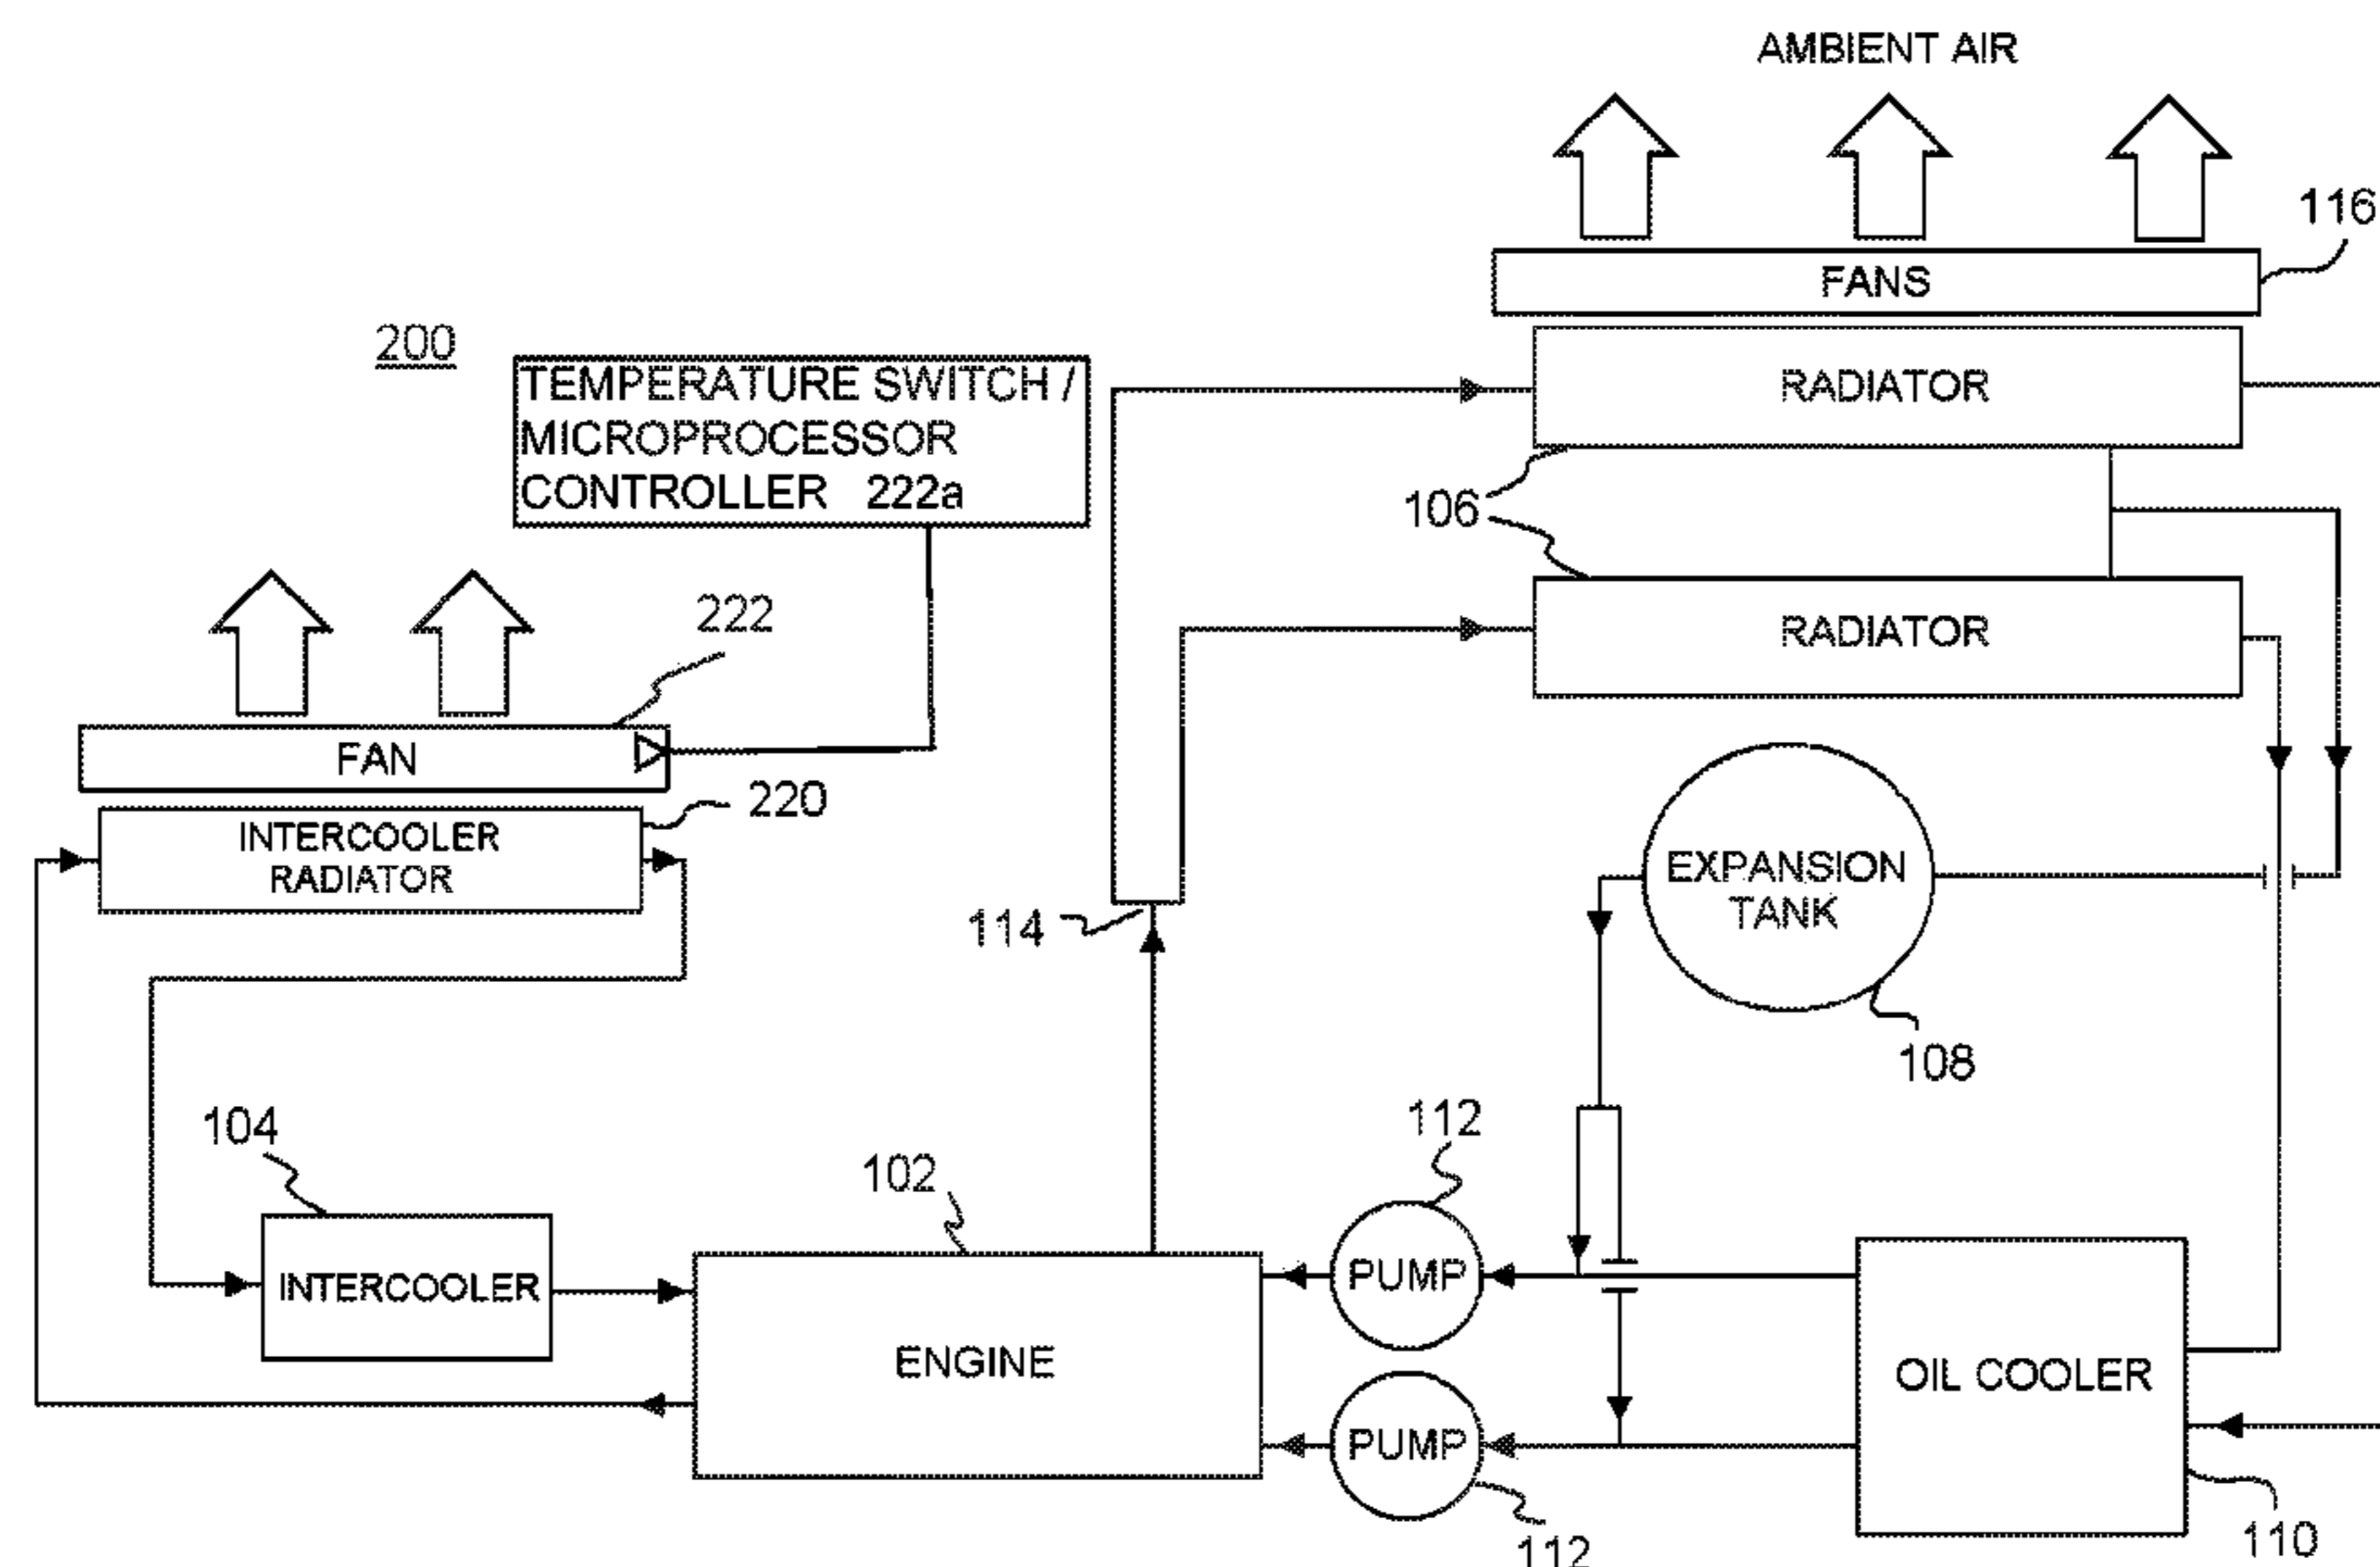 AMBIENT AIR
116
FANS
200
TEMPERATURE SWITCH /
MICROPROCESSOR
CONTROLLER 222a
RADIATOR
106
222
RADIATOR
FAN
220
INTERCOOLER
RADIATOR
EXPANSION
TANK
114
108
104
102
112
INTERCOOLER
ENGINE
PUMP
OIL COOLER
PUMP
112
110